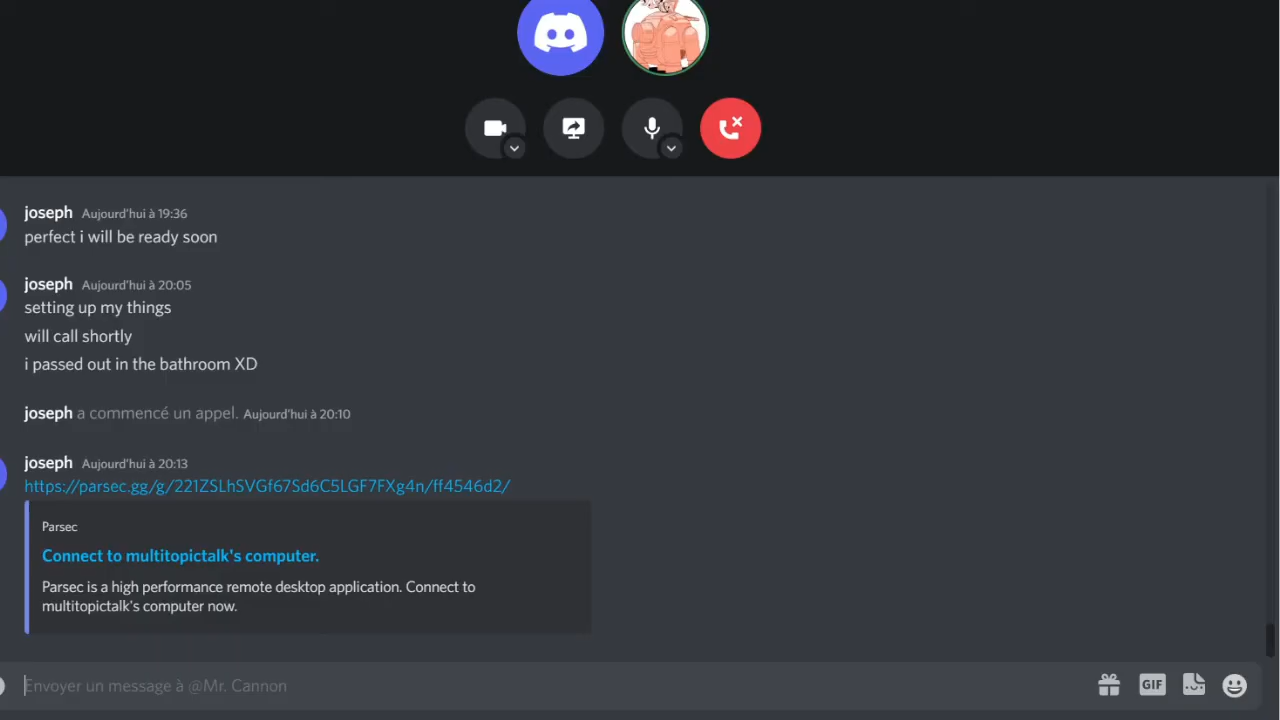 joseph Aujourd'hui à 19:36
perfect i will be ready soon
joseph Aujourd'hui à 20:05
setting up my things
will call shortly
i passed out in the bathroom XD
joseph a commencé un appel. Aujourd'hui à 20:10
joseph Aujourd'hui à 20:13
https://parsec.gg/g/221ZSLhSVGf67Sd6C5LGF7FXg4n/ff4546d2/
Parsec
Connect to multitopictalk's computer.
Parsec is a high performance remote desktop application. Connect to
multitopictalk's computer now.
Envoyer un message à @Mr. Cannon
GIF